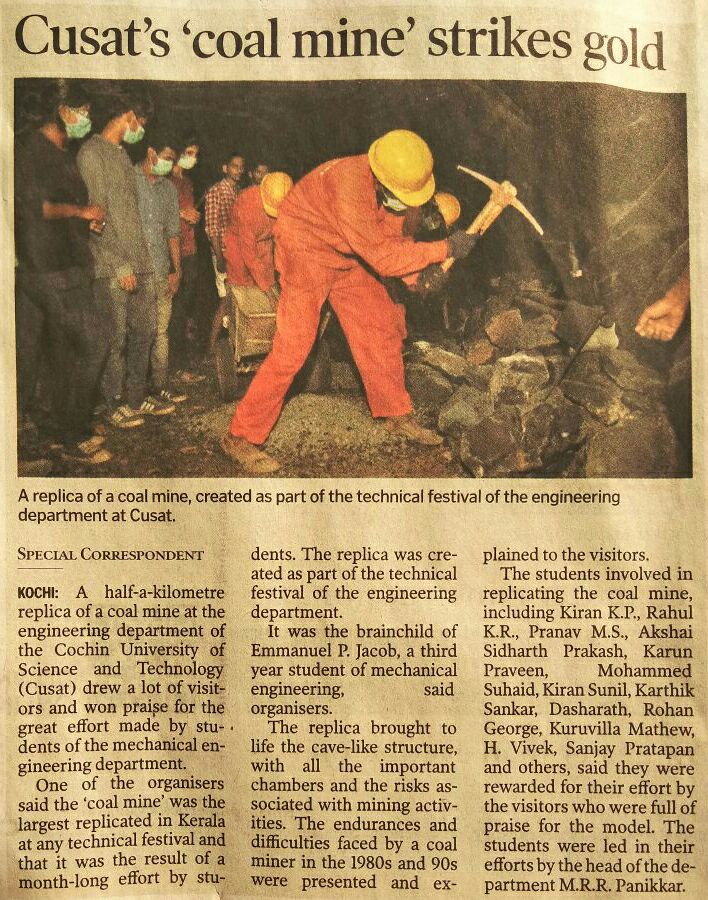 Cusat's 'coal mine' strikes gold
A replica of a coal mine, created as part of the technical festival of the engineering
department at Cusat.
SPECIAL CORRESPONDENT
KOCHI: A half-a-kilometre
replica of a coal mine at the
engineering department of
the Cochin University of
Science and Technology
(Cusat) drew a lot of visit-
ors and won praise for the
great effort made by stu-
dents of the mechanical en-
gineering department.
One of the organisers
said the 'coal mine' was the
largest replicated in Kerala
at any technical festival and
that it was the result of a
month-long effort by stu-
dents. The replica was cre-
ated as part of the technical
festival of the engineering
department.
It was the brainchild of
Emmanuel P. Jacob, a third
year student of mechanical
engineering, said
organisers.
The replica brought to
life the cave-like structure,
with all the important
chambers and the risks as-
sociated with mining activ-
ities. The endurances and
difficulties faced by a coal
miner in the 1980s and 90s
were presented and ex-
plained to the visitors.
The students involved in
replicating the coal mine,
including Kiran K.P., Rahul
K.R., Pranav M.S., Akshai
Sidharth Prakash, Karun
Praveen, Mohammed
Suhaid, Kiran Sunil, Karthik
Sankar, Dasharath, Rohan
George, Kuruvilla Mathew,
H. Vivek, Sanjay Pratapan
and others, said they were
rewarded for their effort by
the visitors who were full of
praise for the model. The
students were led in their
efforts by the head of the de-
partment M.R.R. Panikkar.